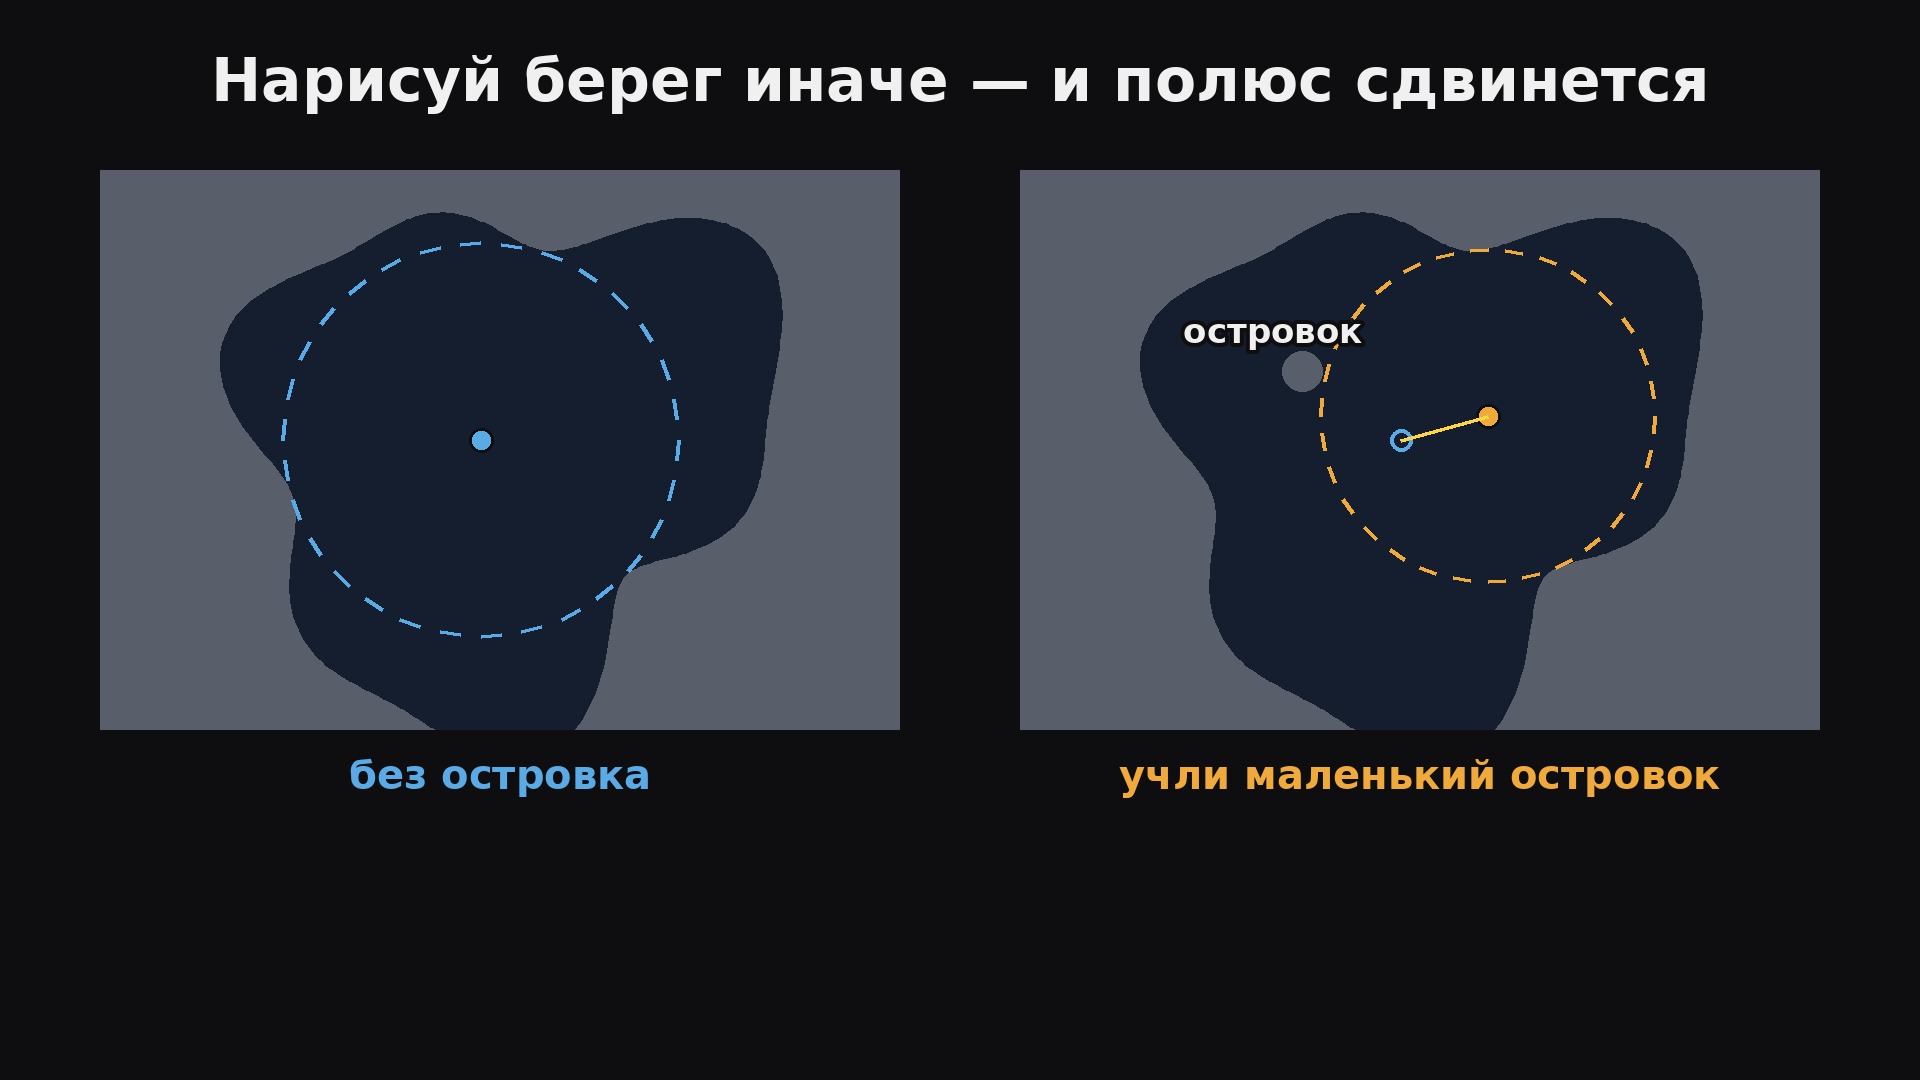 Нарисуй берег иначе — и полюс сдвинется
островок
без островка
учли маленький островок